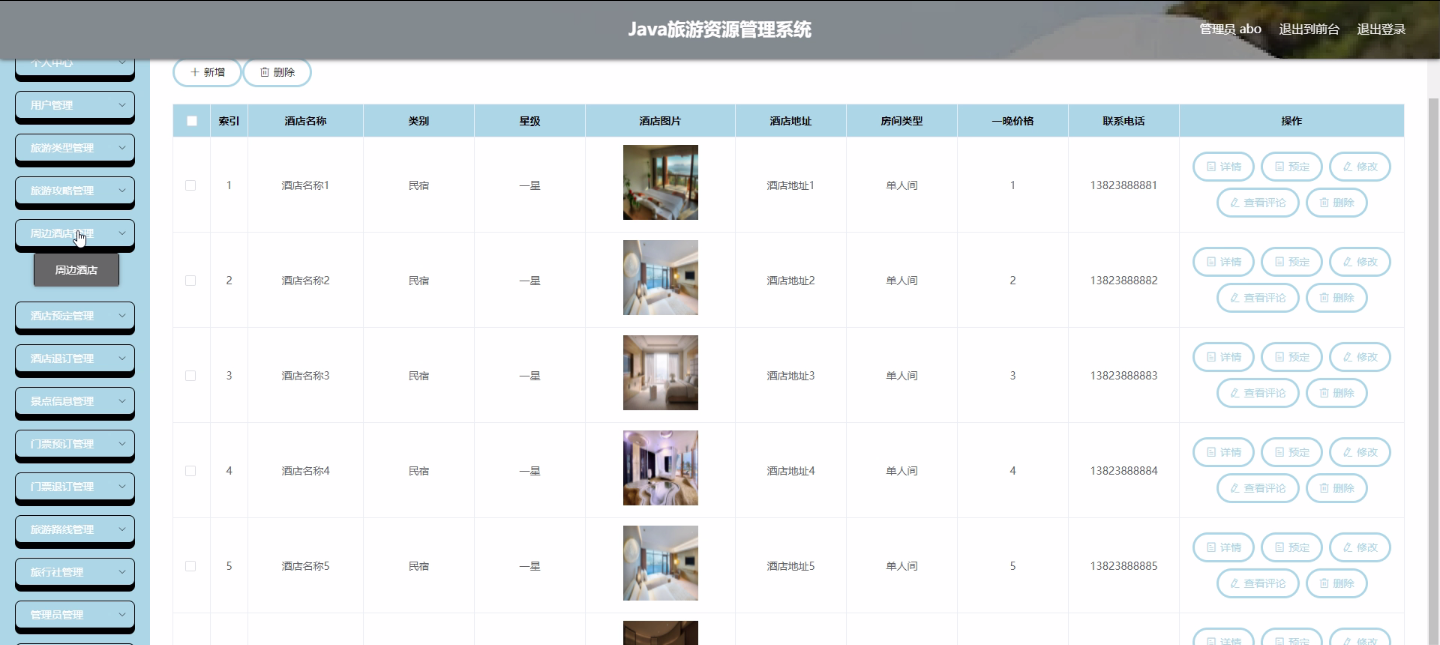 Java旅游资源管理系统
管理员 abo 退出到前台 退出登录
个人中心
用户管理
旅游类型管理
旅游攻略管理
周边酒店管理
周边酒店
酒店预定管理
酒店退订管理
景点信息管理
门票预订管理
门票退订管理
旅游路线管理
旅行社管理
管理员管理
新增 删除
索引 酒店名称 类别 星级 酒店图片 酒店地址 房间类型 一晚价格 联系电话 操作
1 酒店名称1 民宿 一星 酒店地址1 单人间 1 13823888881 详情 预定 修改
查看评论 删除
2 酒店名称2 民宿 一星 酒店地址2 单人间 2 13823888882 详情 预定 修改
查看评论 删除
3 酒店名称3 民宿 一星 酒店地址3 单人间 3 13823888883 详情 预定 修改
查看评论 删除
4 酒店名称4 民宿 一星 酒店地址4 单人间 4 13823888884 详情 预定 修改
查看评论 删除
5 酒店名称5 民宿 一星 酒店地址5 单人间 5 13823888885 详情 预定 修改
查看评论 删除
详情 预定 修改